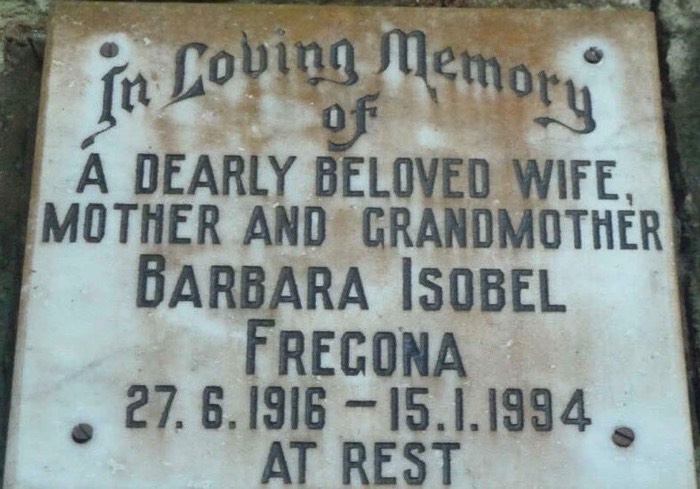 In Loving Memory
of
A DEARLY BELOVED WIFE,
MOTHER AND GRANDMOTHER
BARBARA ISOBEL
FREGONA
27.6.1916 – 15.1.1994
AT REST